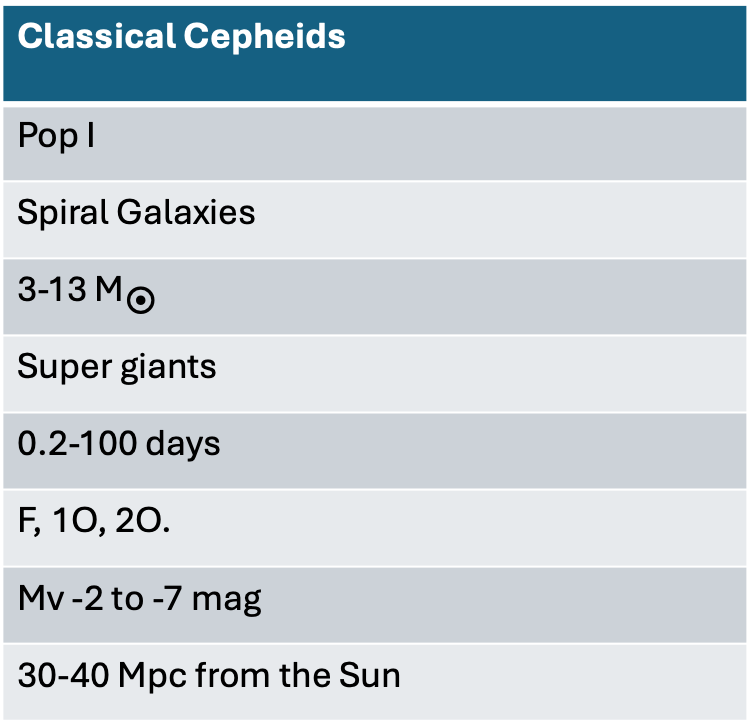 Classical Cepheids
Pop I
Spiral Galaxies
3-13 M☉
Super giants
0.2-100 days
F, 1O, 2O.
Mv -2 to -7 mag
30-40 Mpc from the Sun